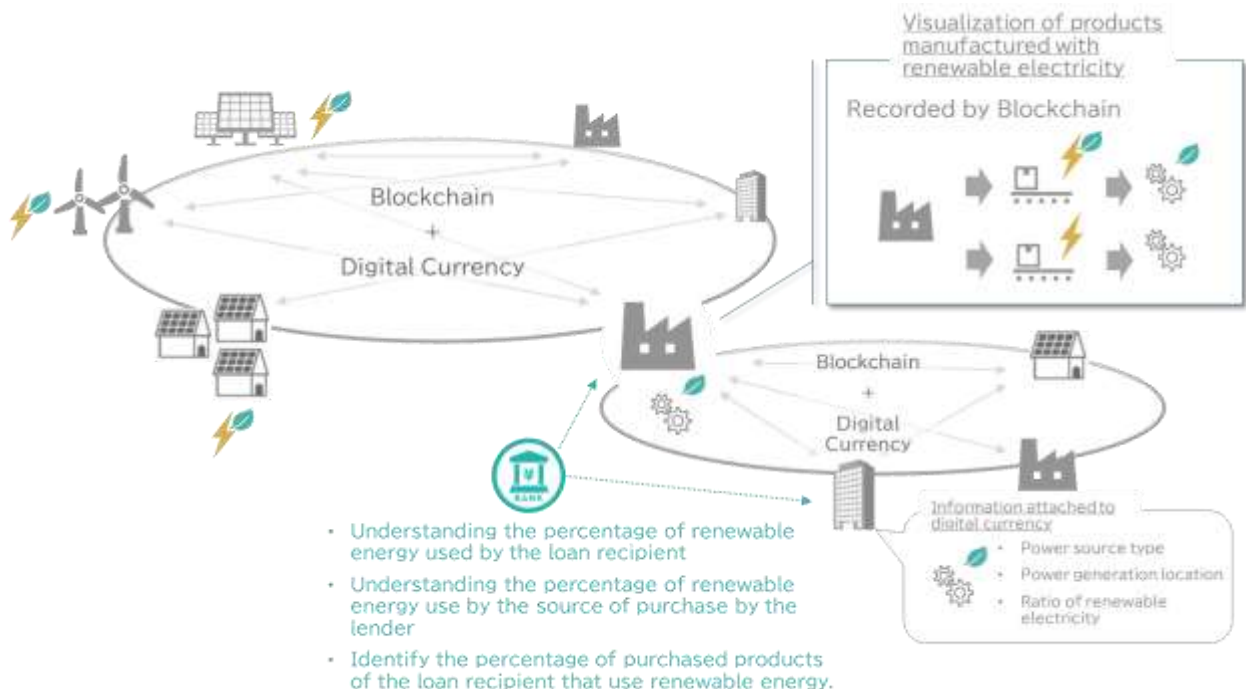 Visualization of products
manufactured with
renewable electricity
Recorded by Blockchain
Blockchain
+
Digital Currency
Blockchain
+
Digital
Currency
¥
BANK
• Understanding the percentage of renewable
energy used by the loan recipient
• Understanding the percentage of renewable
energy use by the source of purchase by the
lender
• Identify the percentage of purchased products
of the loan recipient that use renewable energy.
Information attached to
digital currency
• Power source type
• Power generation location
• Ratio of renewable
electricity